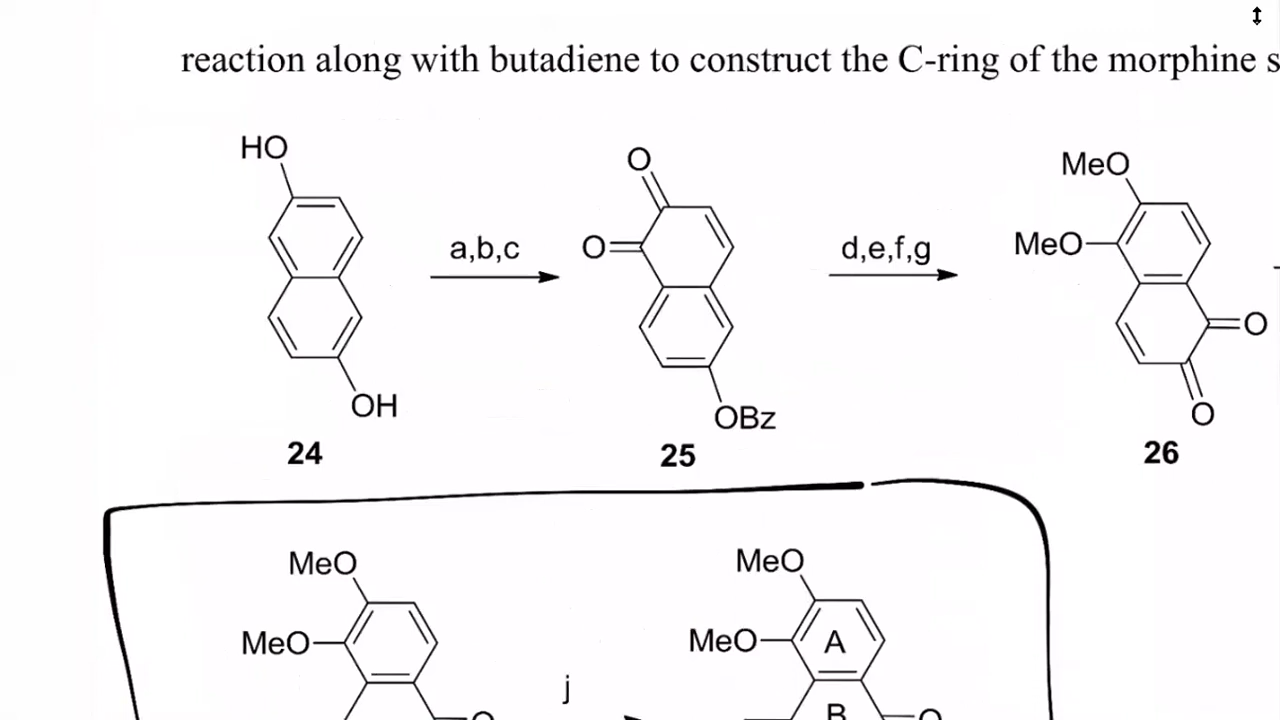 reaction along with butadiene to construct the C-ring of the morphine s
HO
OH
24
a,b,c
O
O
OBz
25
d,e,f,g
MeO
MeO
O
O
26
MeO
MeO
O
j
MeO
MeO
A
B
O